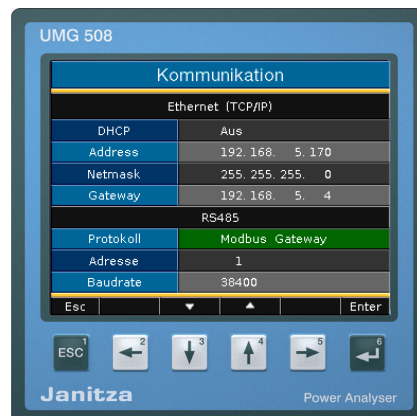 UMG 508
Kommunikation
Ethernet (TCP/IP)
DHCP Aus
Address 192.168. 5.170
Netmask 255.255.255. 0
Gateway 192.168. 5. 4
RS485
Protokoll Modbus Gateway
Adresse 1
Baudrate 38400
Esc ▼ ▲ Enter
ESC 1 2 3 4 5 6
Janitza Power Analyser